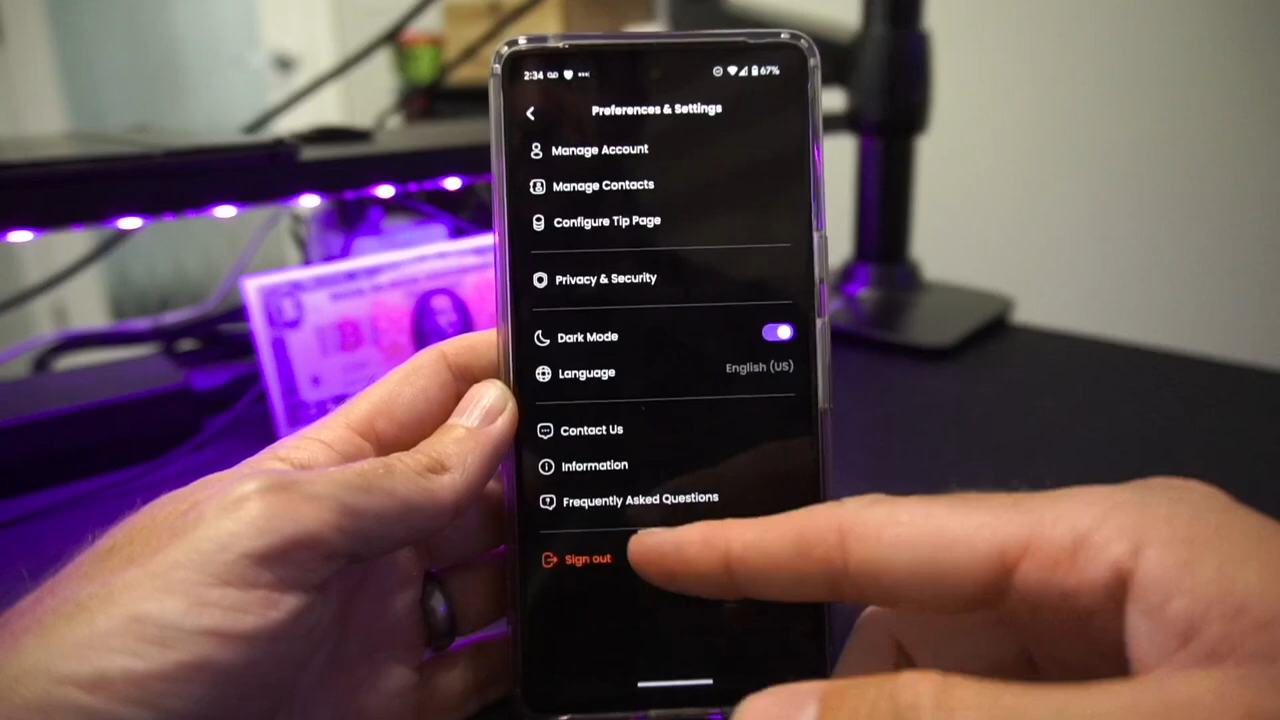 2:34
67%
Preferences & Settings
Manage Account
Manage Contacts
Configure Tip Page
Privacy & Security
Dark Mode
Language English (US)
Contact Us
Information
Frequently Asked Questions
Sign out